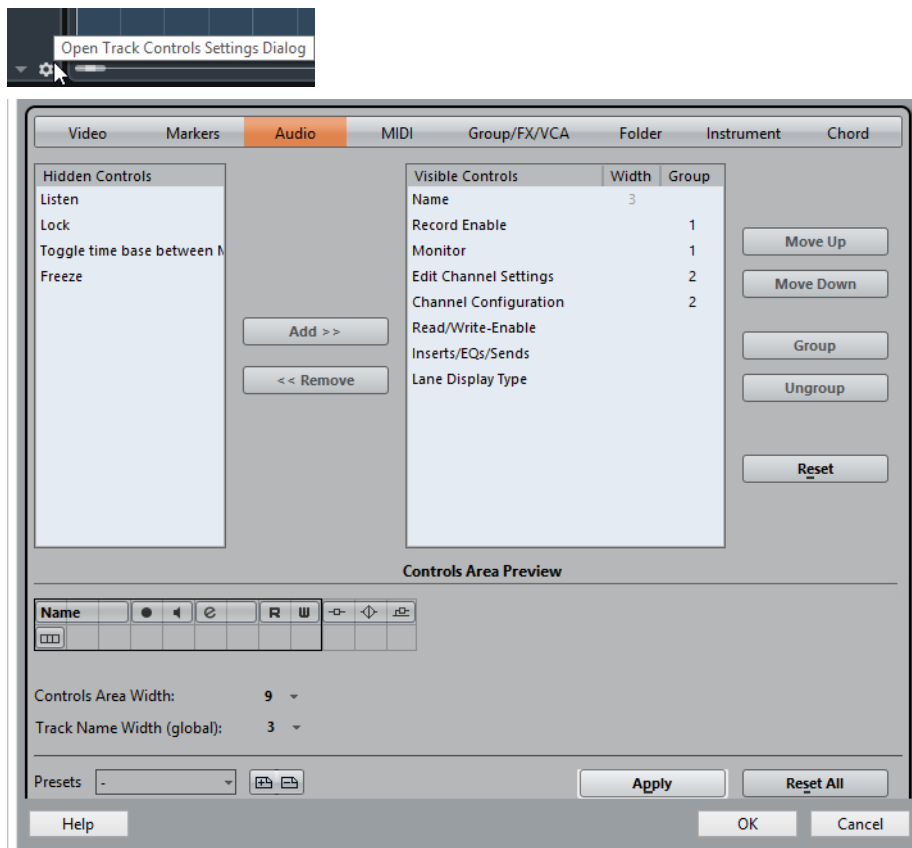 Open Track Controls Settings Dialog
Video Markers Audio MIDI Group/FX/VCA Folder Instrument Chord
Hidden Controls
Listen
Lock
Toggle time base between
Freeze
Add >>
<< Remove
Visible Controls Width Group
Name 3
Record Enable 1
Monitor 1
Edit Channel Settings 2
Channel Configuration 2
Read/Write-Enable
Inserts/EQs/Sends
Lane Display Type
Move Up
Move Down
Group
Ungroup
Reset
Controls Area Preview
Name e R W
Controls Area Width: 9
Track Name Width (global): 3
Presets - Apply Reset All
Help OK Cancel